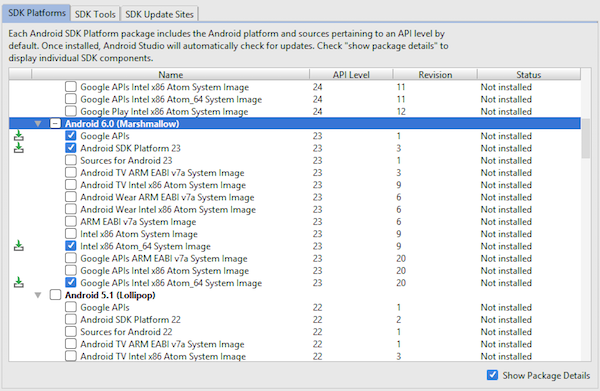 SDK Platforms SDK Tools SDK Update Sites
Each Android SDK Platform package includes the Android platform and sources pertaining to an API level by
default. Once installed, Android Studio will automatically check for updates. Check "show package details" to
display individual SDK components.
Name API Level Revision Status
Google APIs Intel x86 Atom System Image 24 11 Not installed
Google APIs Intel x86 Atom_64 System Image 24 11 Not installed
Google Play Intel x86 Atom System Image 24 12 Not installed
Android 6.0 (Marshmallow)
Google APIs 23 1 Not installed
Android SDK Platform 23 23 3 Not installed
Sources for Android 23 23 1 Not installed
Android TV ARM EABI v7a System Image 23 3 Not installed
Android TV Intel x86 Atom System Image 23 9 Not installed
Android Wear ARM EABI v7a System Image 23 6 Not installed
Android Wear Intel x86 Atom System Image 23 6 Not installed
ARM EABI v7a System Image 23 6 Not installed
Intel x86 Atom System Image 23 9 Not installed
Intel x86 Atom_64 System Image 23 9 Not installed
Google APIs ARM EABI v7a System Image 23 20 Not installed
Google APIs Intel x86 Atom System Image 23 20 Not installed
Google APIs Intel x86 Atom_64 System Image 23 20 Not installed
Android 5.1 (Lollipop)
Google APIs 22 1 Not installed
Android SDK Platform 22 22 2 Not installed
Sources for Android 22 22 1 Not installed
Android TV ARM EABI v7a System Image 22 1 Not installed
Android TV Intel x86 Atom System Image 22 3 Not installed
Show Package Details